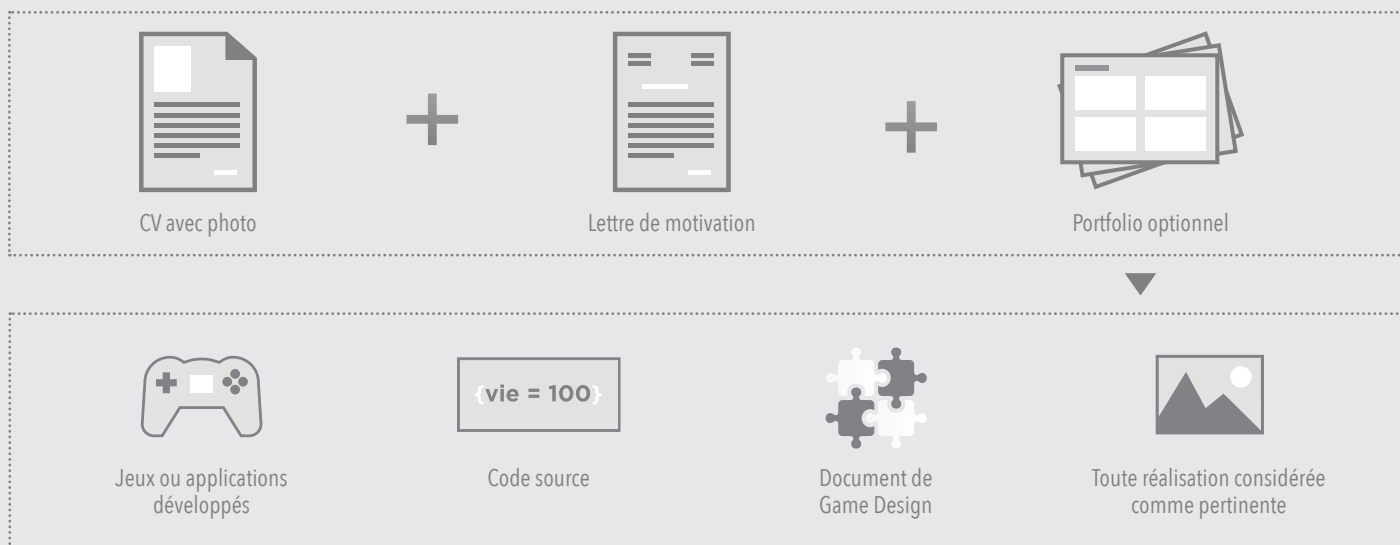 CV avec photo
Lettre de motivation
Portfolio optionnel
{vie = 100}
Jeux ou applications
développés
Code source
Document de
Game Design
Toute réalisation considérée
comme pertinente